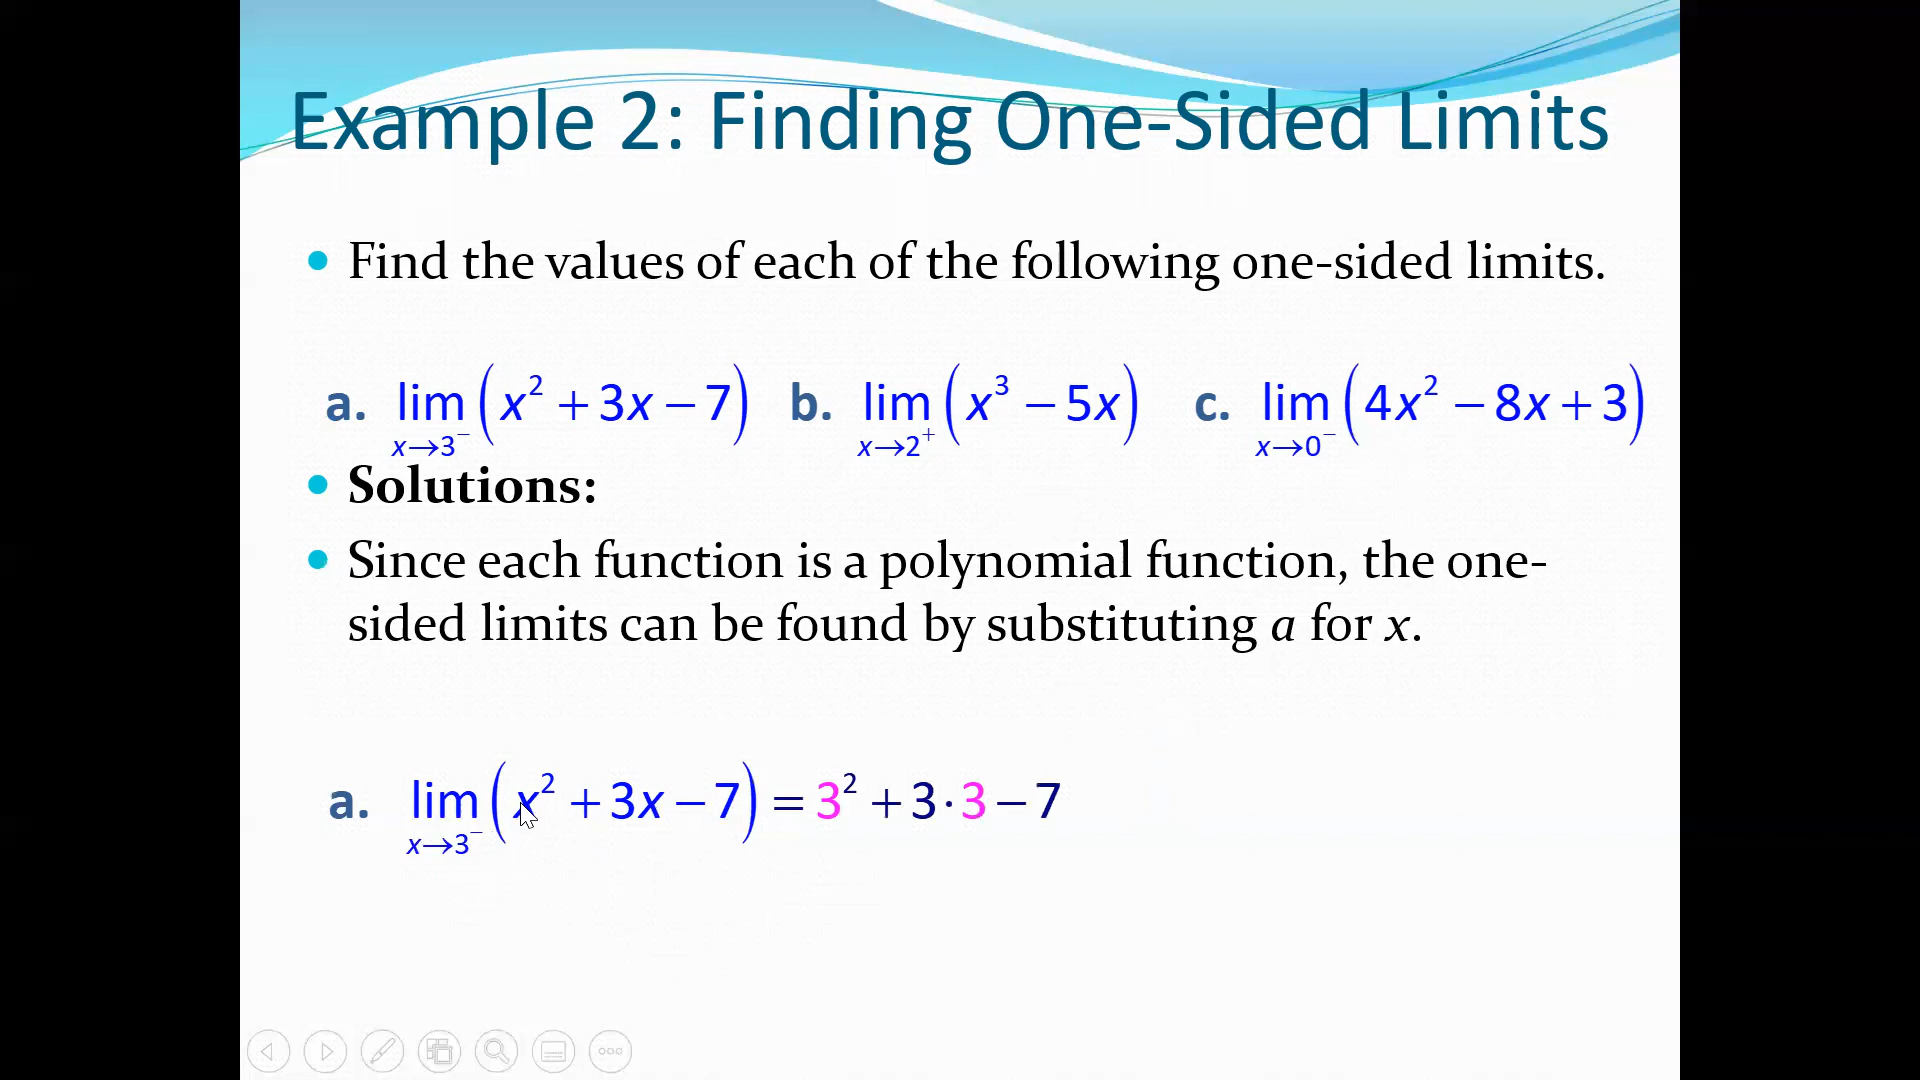 Example 2: Finding One-Sided Limits
• Find the values of each of the following one-sided limits.
a. lim x→3⁻ (x² + 3x − 7) b. lim x→2⁺ (x³ − 5x) c. lim x→0⁻ (4x² − 8x + 3)
• Solutions:
• Since each function is a polynomial function, the one-
sided limits can be found by substituting a for x.
a. lim x→3⁻ (x² + 3x − 7) = 3² + 3·3 − 7